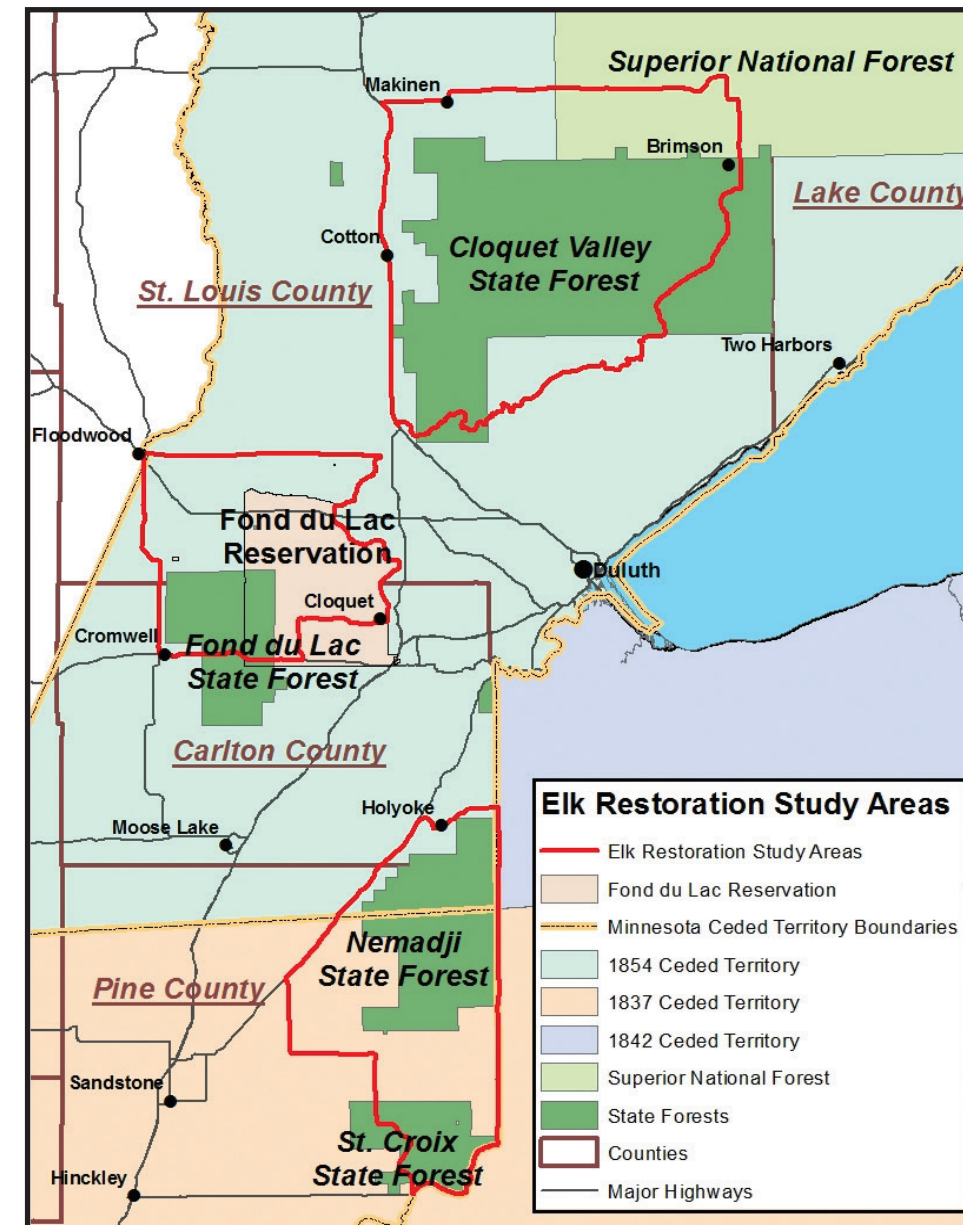 Superior National Forest
Makinen
Brimson
Lake County
Cotton
Cloquet Valley
State Forest
St. Louis County
Two Harbors
Floodwood
Fond du Lac
Reservation
Duluth
Cloquet
Cromwell
Fond du Lac
State Forest
Carlton County
Holyoke
Moose Lake
Nemadji
State Forest
Pine County
Sandstone
St. Croix
State Forest
Hinckley
Elk Restoration Study Areas
Elk Restoration Study Areas
Fond du Lac Reservation
Minnesota Ceded Territory Boundaries
1854 Ceded Territory
1837 Ceded Territory
1842 Ceded Territory
Superior National Forest
State Forests
Counties
Major Highways